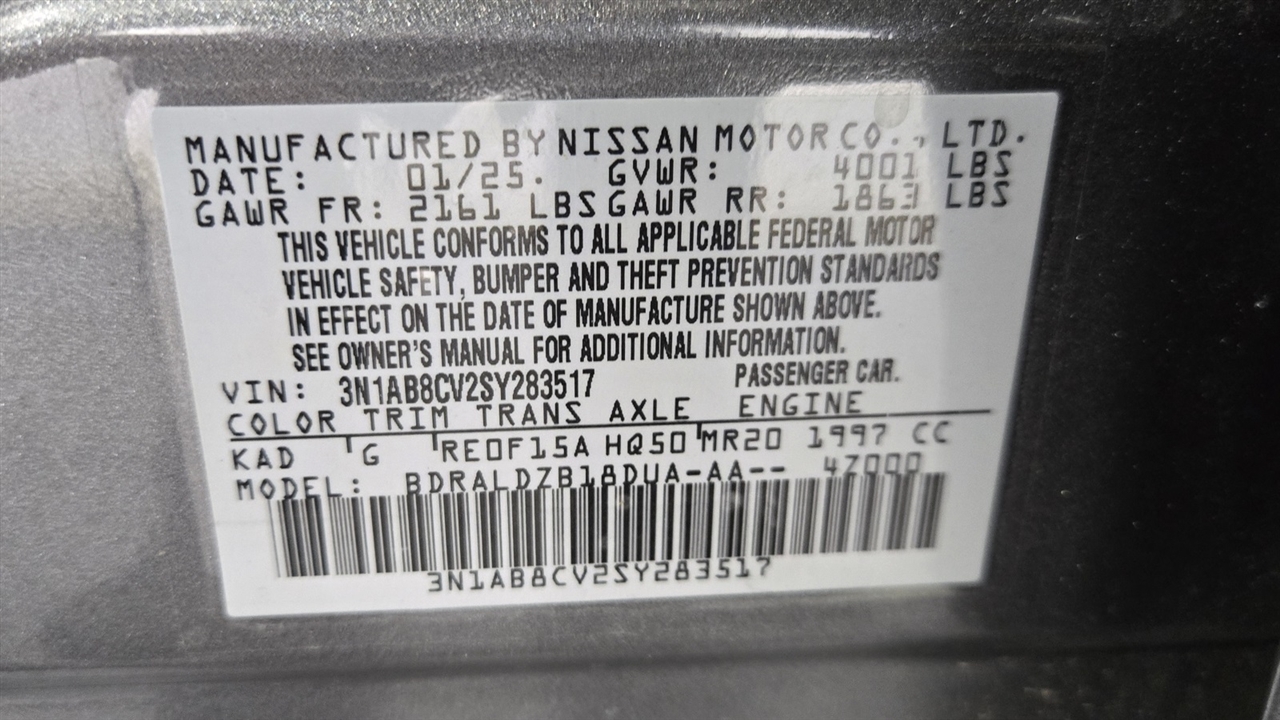 MANUFACTURED BY NISSAN MOTOR CO., LTD.
DATE: 01/25. GVWR: 4001 LBS
GAWR FR: 2161 LBS GAWR RR: 1863 LBS
THIS VEHICLE CONFORMS TO ALL APPLICABLE FEDERAL MOTOR
VEHICLE SAFETY, BUMPER AND THEFT PREVENTION STANDARDS
IN EFFECT ON THE DATE OF MANUFACTURE SHOWN ABOVE.
SEE OWNER'S MANUAL FOR ADDITIONAL INFORMATION.
VIN: 3N1AB8CV2SY283517 PASSENGER CAR.
COLOR TRIM TRANS AXLE ENGINE
KAD G RE0F15A HQ50 MR20 1997 CC
MODEL: BDRALDZB18DUA-AA-- 47000
3N1AB8CV2SY283517